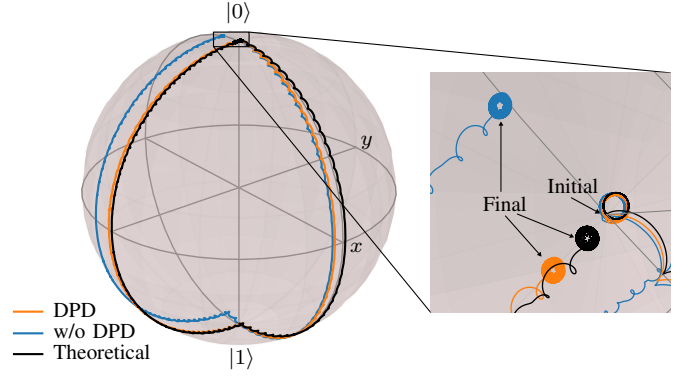 |0⟩
y
x
|1⟩
DPD
w/o DPD
Theoretical
Initial
Final